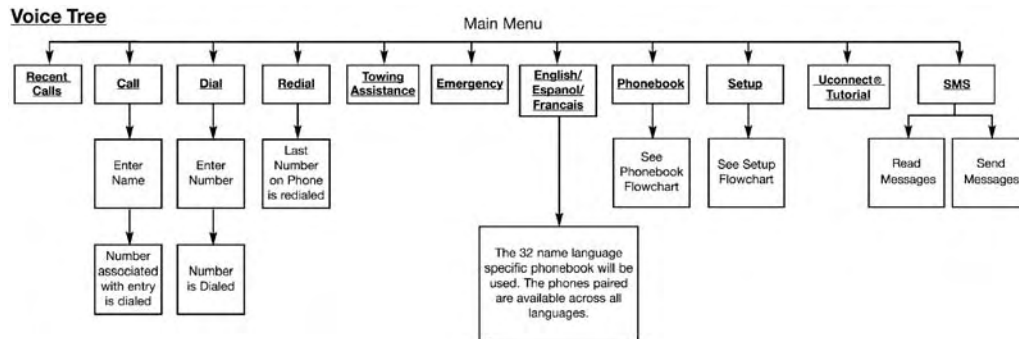 Voice Tree
Main Menu
Recent
Calls
Call
Dial
Redial
Towing
Assistance
Emergency
English/
Espanol/
Francais
Phonebook
Setup
Uconnect®
Tutorial
SMS
Enter
Name
Enter
Number
Last
Number
on Phone
is redialed
See
Phonebook
Flowchart
See Setup
Flowchart
Read
Messages
Send
Messages
Number
associated
with entry
is dialed
Number
is Dialed
The 32 name language
specific phonebook will be
used. The phones paired
are available across all
languages.